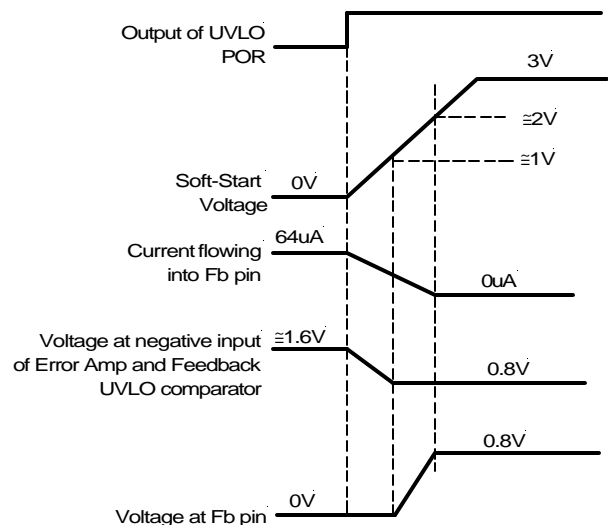 Output of UVLO
POR
3V
≅2V
≅1V
Soft-Start
Voltage
0V
64uA
Current flowing
into Fb pin
0uA
Voltage at negative input
of Error Amp and Feedback
UVLO comparator
≅1.6V
0.8V
0.8V
Voltage at Fb pin
0V